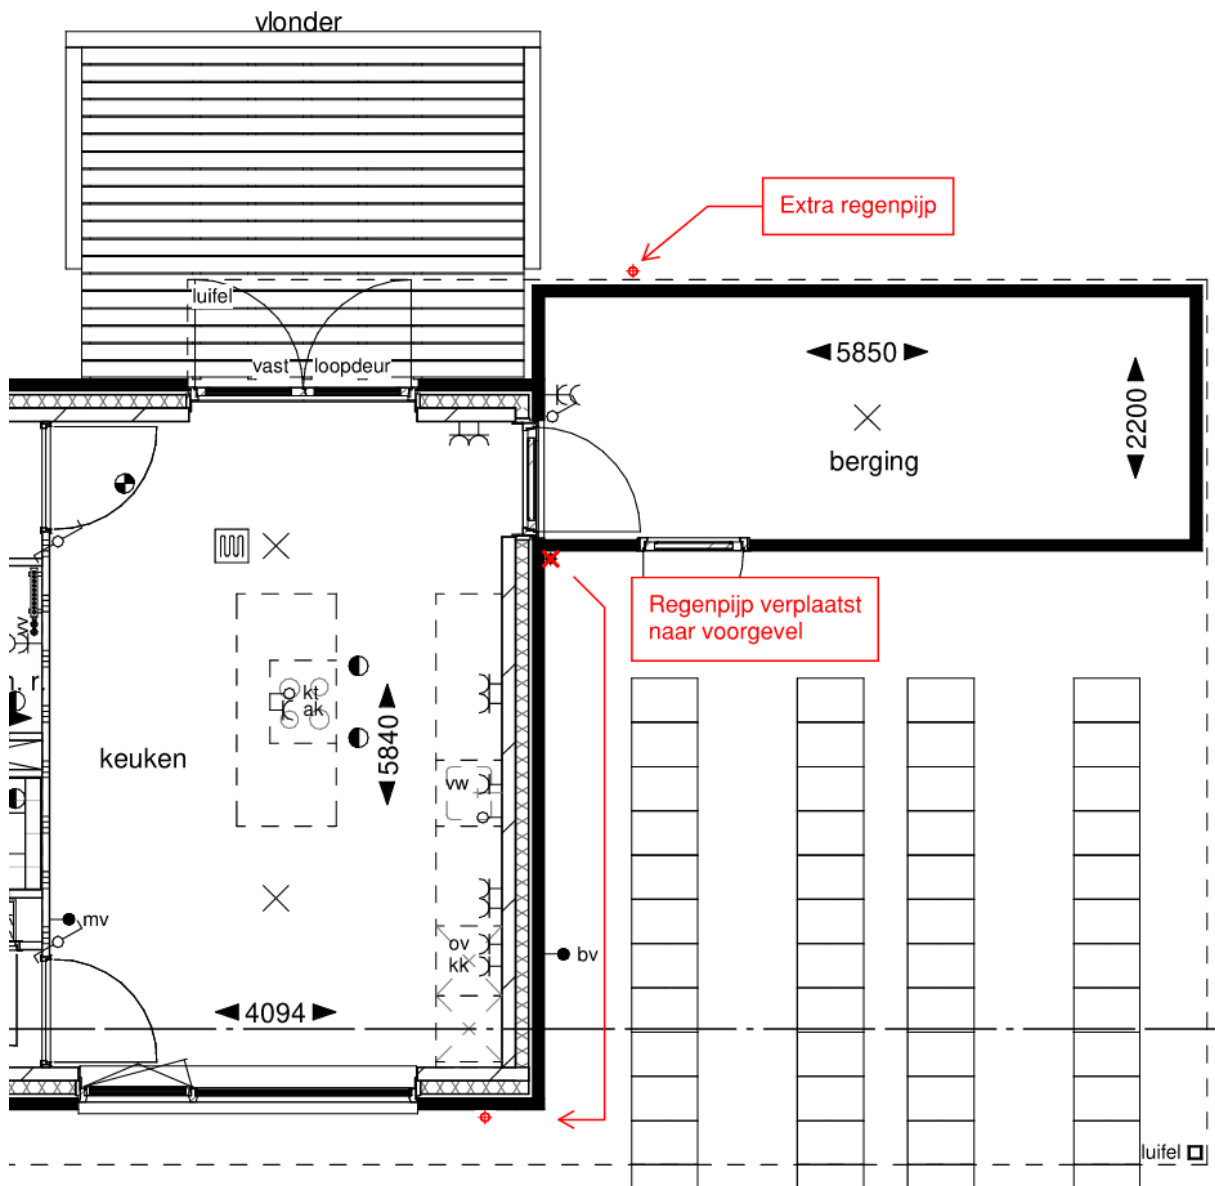 vlonder
Extra regenpijp
luifel
vast
loopdeur
5850
2200
berging
Regenpijp verplaatst
naar voorgevel
kt
ak
5840
keuken
vw
mv
ov
kk
bv
4094
luifel